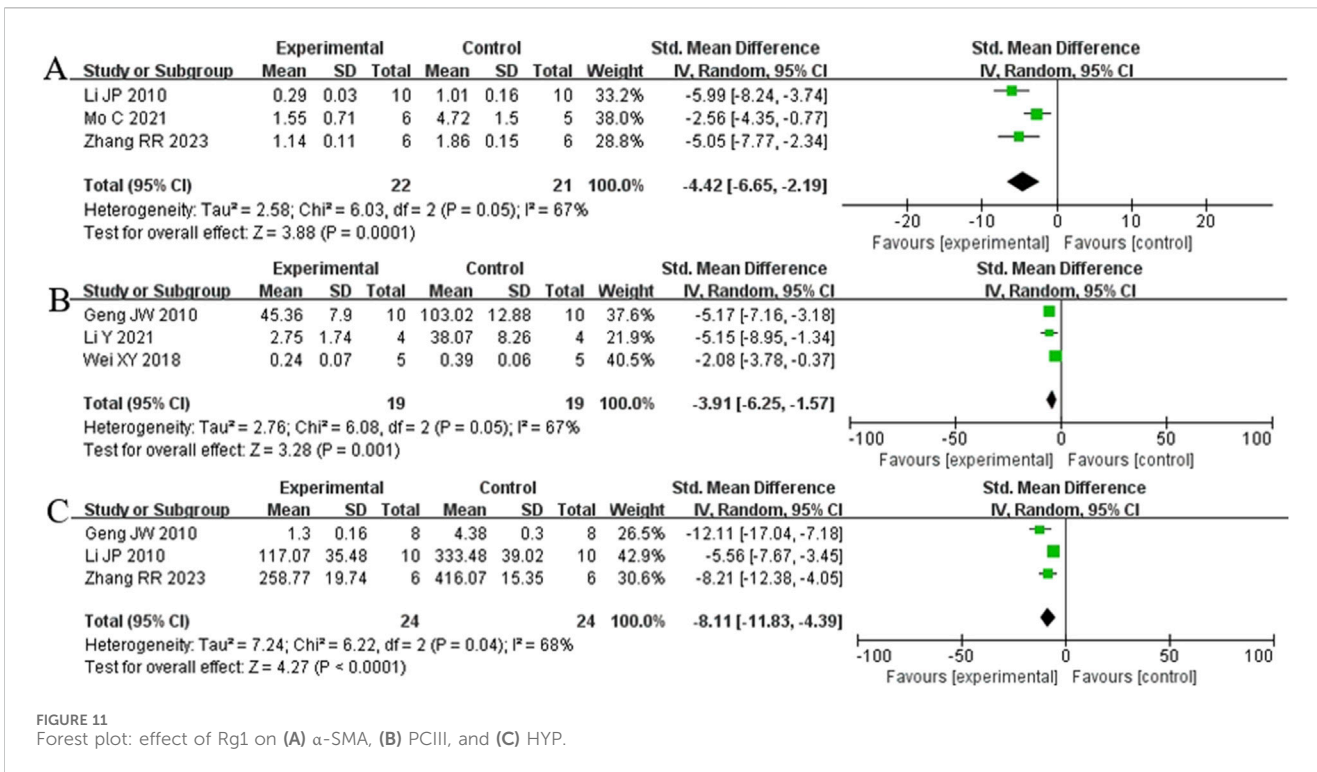 Experimental Control Std. Mean Difference Std. Mean Difference
A Study or Subgroup Mean SD Total Mean SD Total Weight IV, Random, 95% CI IV, Random, 95% CI
Li JP 2010 0.29 0.03 10 1.01 0.16 10 33.2% -5.99 [-8.24, -3.74]
Mo C 2021 1.55 0.71 6 4.72 1.5 5 38.0% -2.56 [-4.35, -0.77]
Zhang RR 2023 1.14 0.11 6 1.86 0.15 6 28.8% -5.05 [-7.77, -2.34]
Total (95% CI) 22 21 100.0% -4.42 [-6.65, -2.19]
Heterogeneity: Tau² = 2.58; Chi² = 6.03, df = 2 (P = 0.05); I² = 67%
Test for overall effect: Z = 3.88 (P = 0.0001)
-20 -10 0 10 20
Favours [experimental] Favours [control]
Experimental Control Std. Mean Difference Std. Mean Difference
B Study or Subgroup Mean SD Total Mean SD Total Weight IV, Random, 95% CI IV, Random, 95% CI
Geng JW 2010 45.36 7.9 10 103.02 12.88 10 37.6% -5.17 [-7.16, -3.18]
Li Y 2021 2.75 1.74 4 38.07 8.26 4 21.9% -5.15 [-8.95, -1.34]
Wei XY 2018 0.24 0.07 5 0.39 0.06 5 40.5% -2.08 [-3.78, -0.37]
Total (95% CI) 19 19 100.0% -3.91 [-6.25, -1.57]
Heterogeneity: Tau² = 2.76; Chi² = 6.08, df = 2 (P = 0.05); I² = 67%
Test for overall effect: Z = 3.28 (P = 0.001)
-100 -50 0 50 100
Favours [experimental] Favours [control]
Experimental Control Std. Mean Difference Std. Mean Difference
C Study or Subgroup Mean SD Total Mean SD Total Weight IV, Random, 95% CI IV, Random, 95% CI
Geng JW 2010 1.3 0.16 8 4.38 0.3 8 26.5% -12.11 [-17.04, -7.18]
Li JP 2010 117.07 35.48 10 333.48 39.02 10 42.9% -5.56 [-7.67, -3.45]
Zhang RR 2023 258.77 19.74 6 416.07 15.35 6 30.6% -8.21 [-12.38, -4.05]
Total (95% CI) 24 24 100.0% -8.11 [-11.83, -4.39]
Heterogeneity: Tau² = 7.24; Chi² = 6.22, df = 2 (P = 0.04); I² = 68%
Test for overall effect: Z = 4.27 (P < 0.0001)
-100 -50 0 50 100
Favours [experimental] Favours [control]
FIGURE 11
Forest plot: effect of Rg1 on (A) α-SMA, (B) PCIII, and (C) HYP.